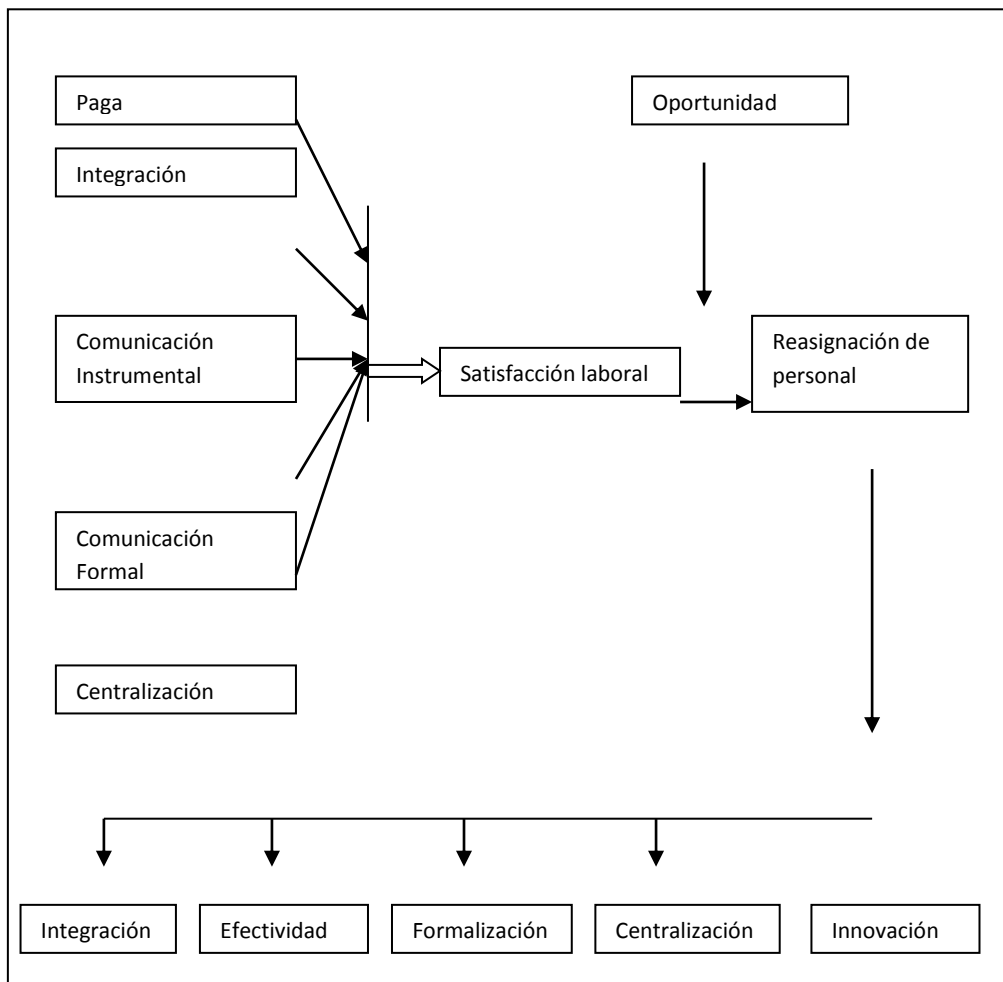 Paga
Oportunidad
Integración
Comunicación
Instrumental
Satisfacción laboral
Reasignación de
personal
Comunicación
Formal
Centralización
Integración
Efectividad
Formalización
Centralización
Innovación